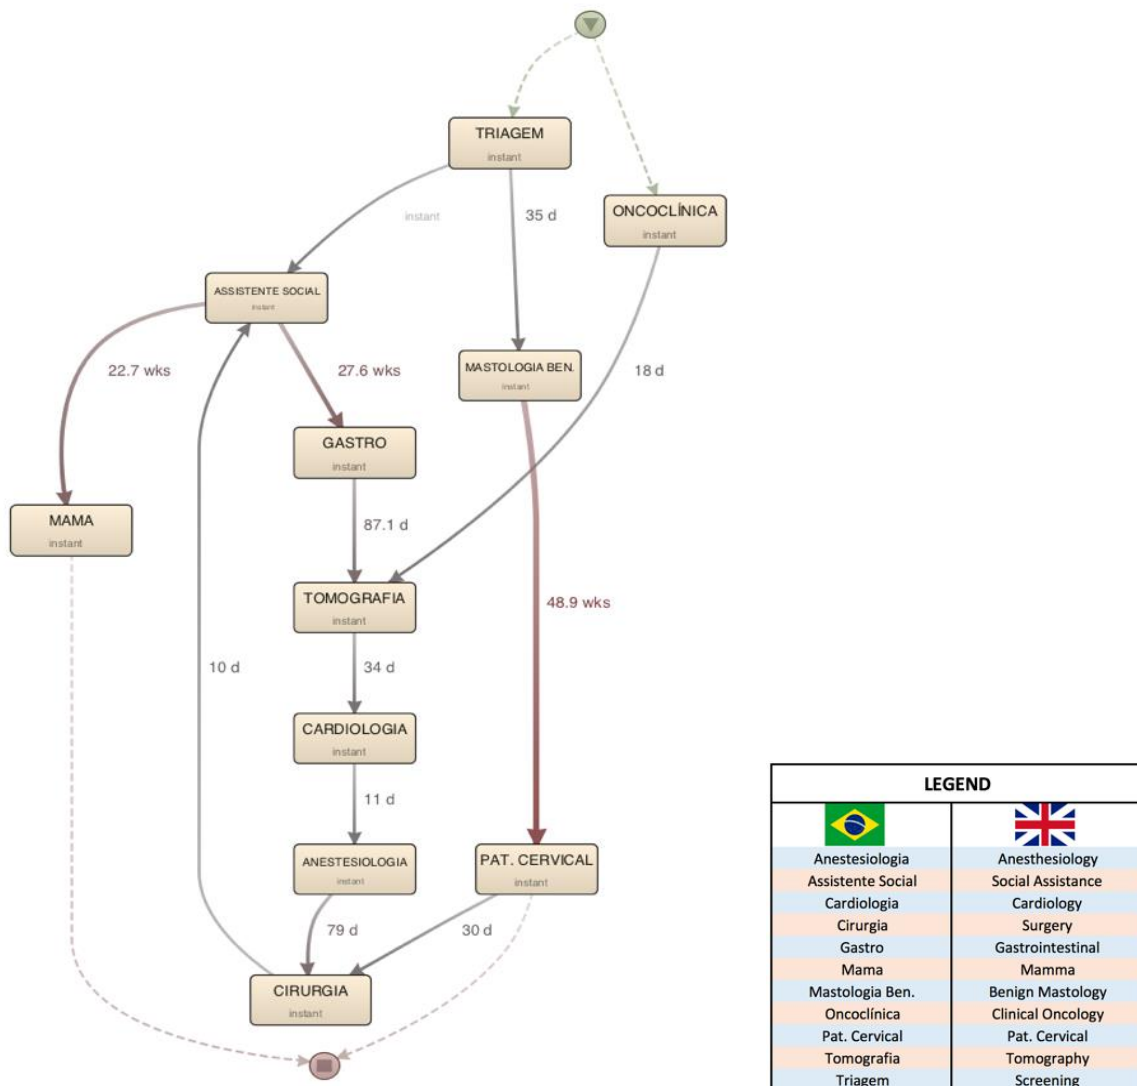 TRIAGEM
instant
ONCOCLÍNICA
instant
instant
35 d
ASSISTENTE SOCIAL
instant
22.7 wks
27.6 wks
MASTOLOGIA BEN.
instant
18 d
GASTRO
instant
MAMA
instant
87.1 d
TOMOGRAFIA
instant
48.9 wks
10 d
34 d
CARDIOLOGIA
instant
11 d
ANESTESIOLOGIA
instant
PAT. CERVICAL
instant
79 d
30 d
CIRURGIA
instant
LEGEND
Anestesiologia Anesthesiology
Assistente Social Social Assistance
Cardiologia Cardiology
Cirurgia Surgery
Gastro Gastrointestinal
Mama Mamma
Mastologia Ben. Benign Mastology
Oncoclínica Clinical Oncology
Pat. Cervical Pat. Cervical
Tomografia Tomography
Triagem Screening